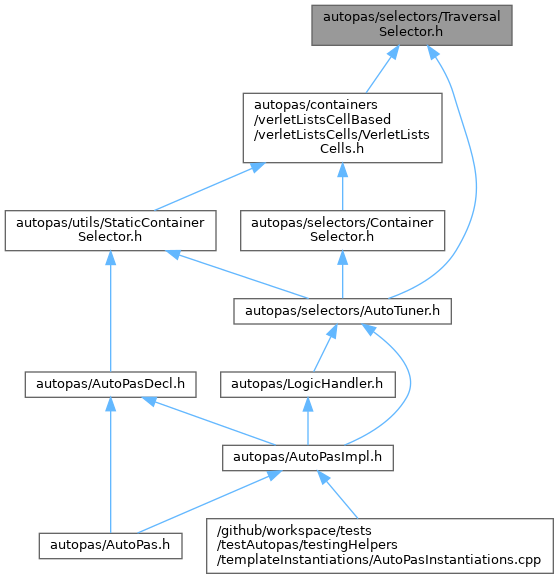 autopas/selectors/Traversal
Selector.h
autopas/containers
/verletListsCellBased
/verletListsCells/VerletLists
Cells.h
autopas/utils/StaticContainer
Selector.h
autopas/selectors/Container
Selector.h
autopas/selectors/AutoTuner.h
autopas/AutoPasDecl.h
autopas/LogicHandler.h
autopas/AutoPasImpl.h
autopas/AutoPas.h
/github/workspace/tests
/testAutopas/testingHelpers
/templateInstantiations/AutoPasInstantiations.cpp